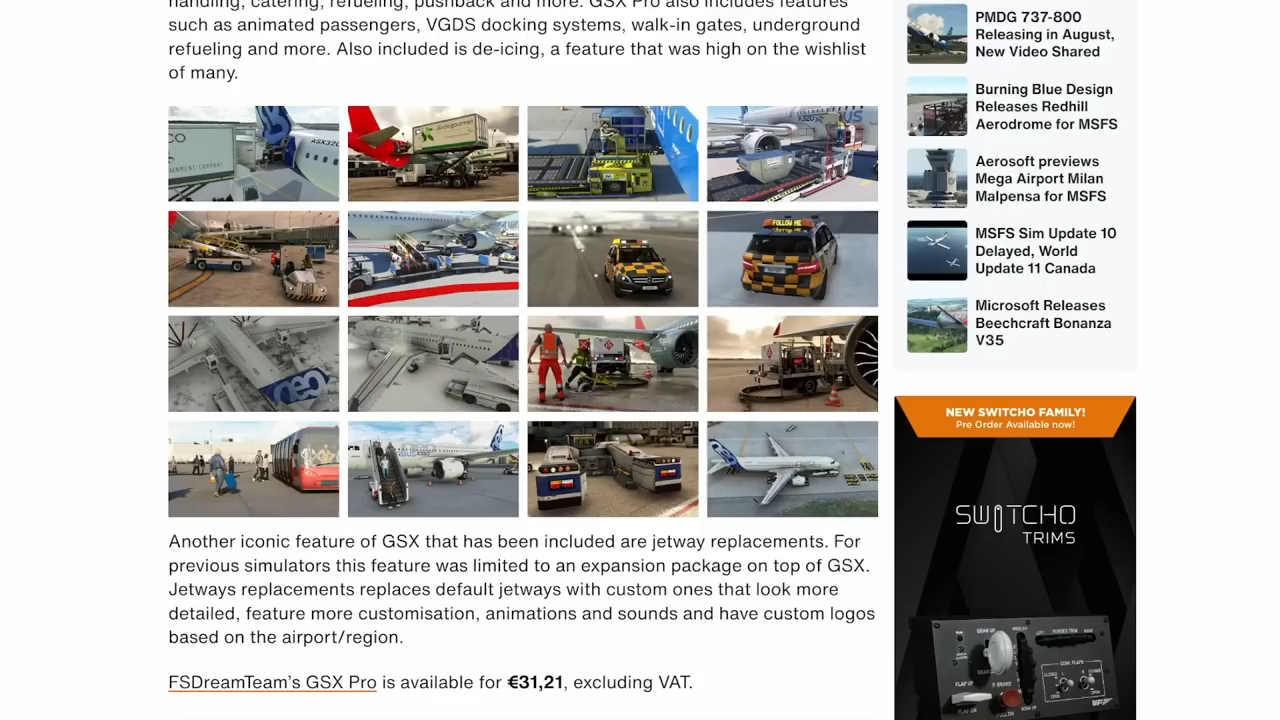 handling, catering, refueling, pushback and more. GSX Pro also includes features
such as animated passengers, VGDS docking systems, walk-in gates, underground
refueling and more. Also included is de-icing, a feature that was high on the wishlist
of many.
FOLLOW ME
neo
Another iconic feature of GSX that has been included are jetway replacements. For
previous simulators this feature was limited to an expansion package on top of GSX.
Jetways replacements replaces default jetways with custom ones that look more
detailed, feature more customisation, animations and sounds and have custom logos
based on the airport/region.
FSDreamTeam's GSX Pro is available for €31,21, excluding VAT.
PMDG 737-800
Releasing in August,
New Video Shared
Burning Blue Design
Releases Redhill
Aerodrome for MSFS
Aerosoft previews
Mega Airport Milan
Malpensa for MSFS
MSFS Sim Update 10
Delayed, World
Update 11 Canada
Microsoft Releases
Beechcraft Bonanza
V35
NEW SWITCHO FAMILY!
Pre Order Available now!
SWITCHO
TRIMS
GEAR UP
COWL FLAPS
FLAP UP
P. BRAKE
FLAP DN